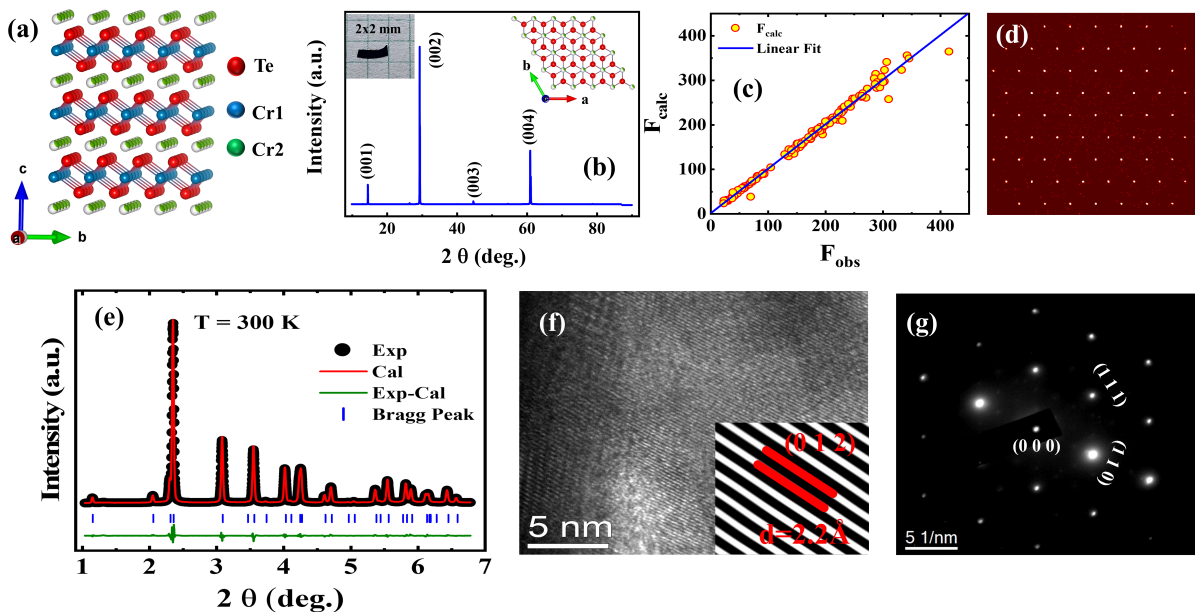 (a)
Te
Cr1
Cr2
c
a
b
(b)
2x2 mm
b
a
(001)
(002)
(003)
(004)
Intensity (a.u.)
20
40
60
80
2 θ (deg.)
(c)
F_calc
Linear Fit
F_calc
400
300
200
100
0
0
100
200
300
400
F_obs
(d)
(e)
T = 300 K
Exp
Cal
Exp-Cal
Bragg Peak
Intensity (a.u.)
1
2
3
4
5
6
7
2 θ (deg.)
(f)
5 nm
(0 1 2)
d=2.2Å
(g)
(1 1 1)
(0 0 0)
(1 1 0)
5 1/nm